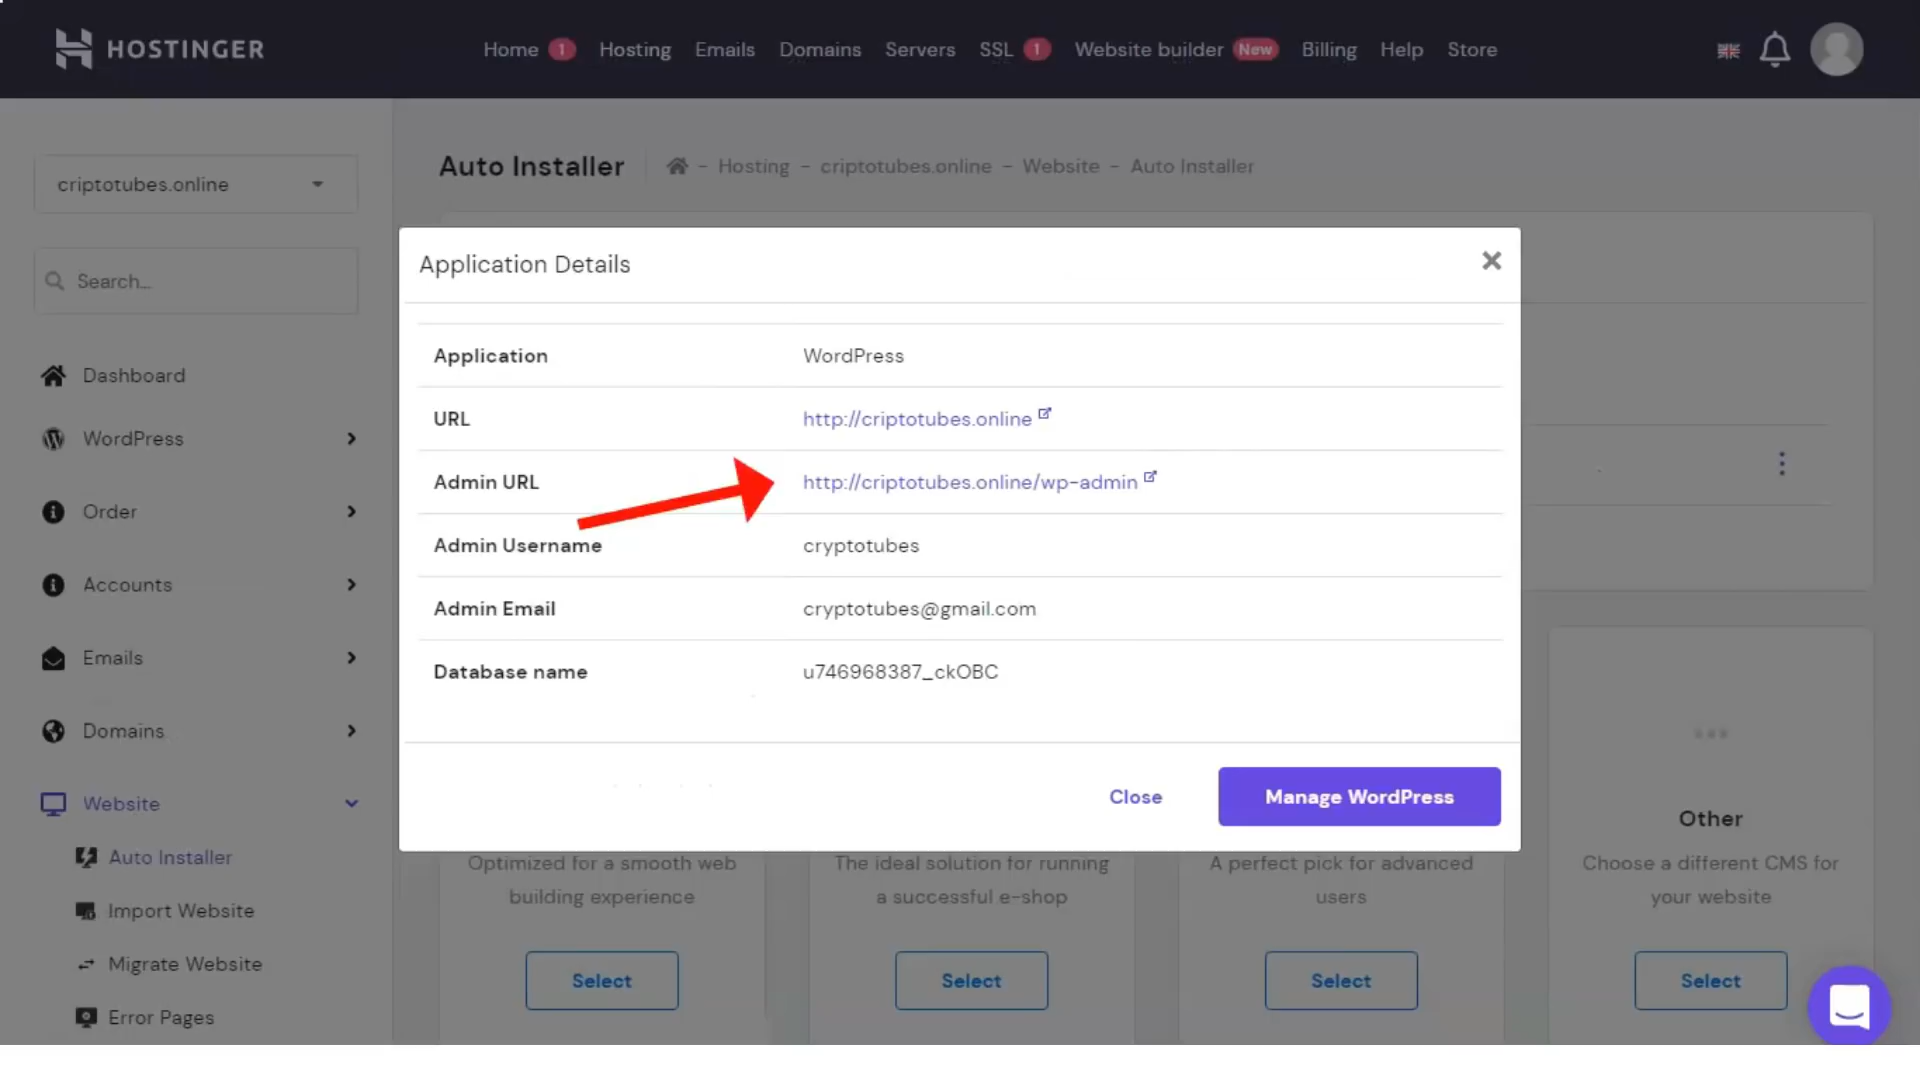 HOSTINGER
Home 1 Hosting Emails Domains Servers SSL 1 Website builder New Billing Help Store
criptotubes.online
Search...
Dashboard
WordPress
Order
Accounts
Emails
Domains
Website
Auto Installer
Import Website
Migrate Website
Error Pages
Auto Installer - Hosting - criptotubes.online - Website - Auto Installer
Application Details
Application WordPress
URL http://criptotubes.online
Admin URL http://criptotubes.online/wp-admin
Admin Username cryptotubes
Admin Email cryptotubes@gmail.com
Database name u746968387_ckOBC
Close Manage WordPress
Optimized for a smooth web
building experience
Select
The ideal solution for running
a successful e-shop
Select
A perfect pick for advanced
users
Select
Other
Choose a different CMS for
your website
Select